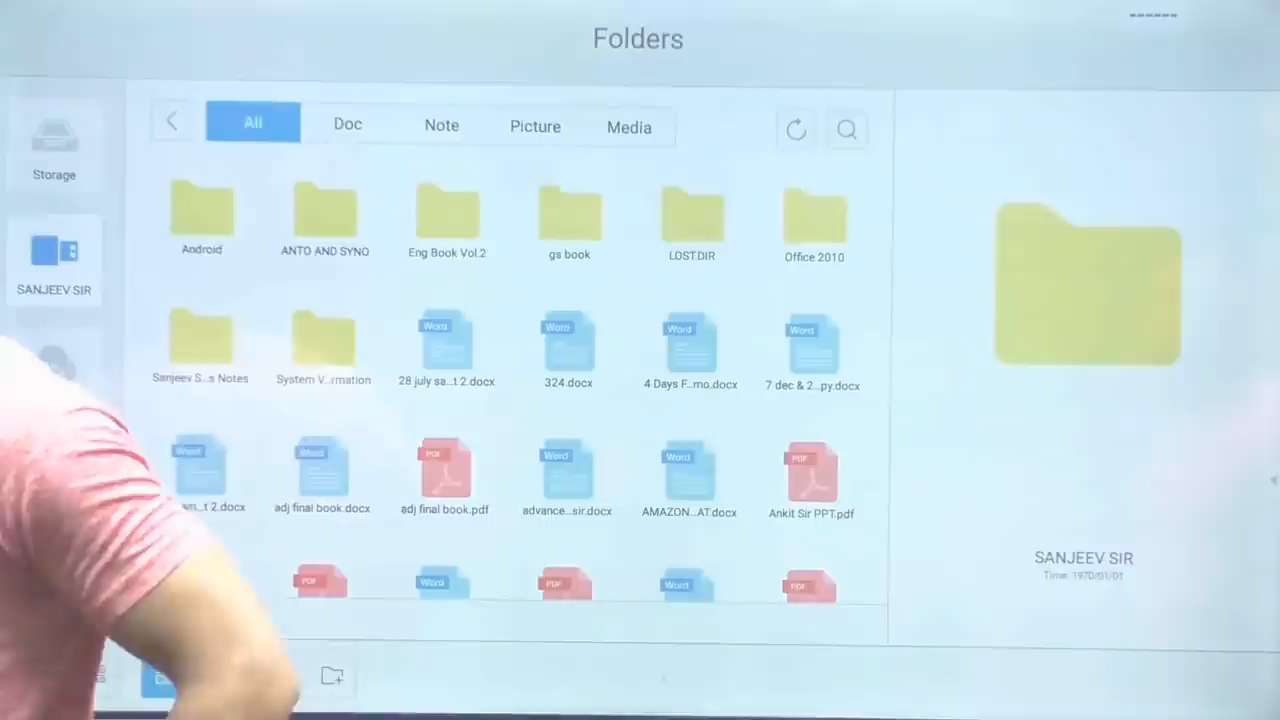 Folders
All
Doc
Note
Picture
Media
Storage
SANJEEV SIR
Android
ANTO AND SYNO
Eng Book Vol.2
gs book
LOST.DIR
Office 2010
Sanjeev S...s Notes
System V...rmation
Word
28 july sa...t 2.docx
Word
324.docx
Word
4 Days F...mo.docx
Word
7 dec & 2...py.docx
Word
...t 2.docx
Word
adj final book.docx
PDF
adj final book.pdf
Word
advance...sir.docx
Word
AMAZON...AT.docx
PDF
Ankit Sir PPT.pdf
PDF
Word
PDF
Word
PDF
SANJEEV SIR
Time: 1970/01/01